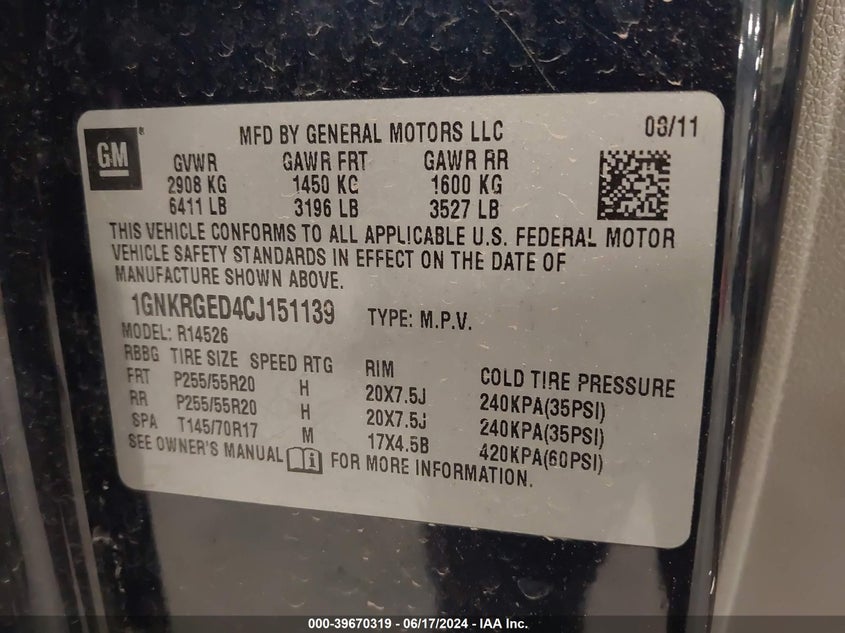 GM®
MFD BY GENERAL MOTORS LLC
08/11
GVWR GAWR FRT GAWR RR
2908 KG 1450 KG 1600 KG
6411 LB 3196 LB 3527 LB
THIS VEHICLE CONFORMS TO ALL APPLICABLE U.S. FEDERAL MOTOR
VEHICLE SAFETY STANDARDS IN EFFECT ON THE DATE OF
MANUFACTURE SHOWN ABOVE.
1GNKRGED4CJ151139 TYPE: M.P.V.
MODEL: R14526
RBBG TIRE SIZE SPEED RTG RIM COLD TIRE PRESSURE
FRT P255/55R20 H 20X7.5J 240KPA(35PSI)
RR P255/55R20 H 20X7.5J 240KPA(35PSI)
SPA T145/70R17 M 17X4.5B 420KPA(60PSI)
SEE OWNER'S MANUAL i FOR MORE INFORMATION.
000-39670319 - 06/17/2024 - IAA Inc.